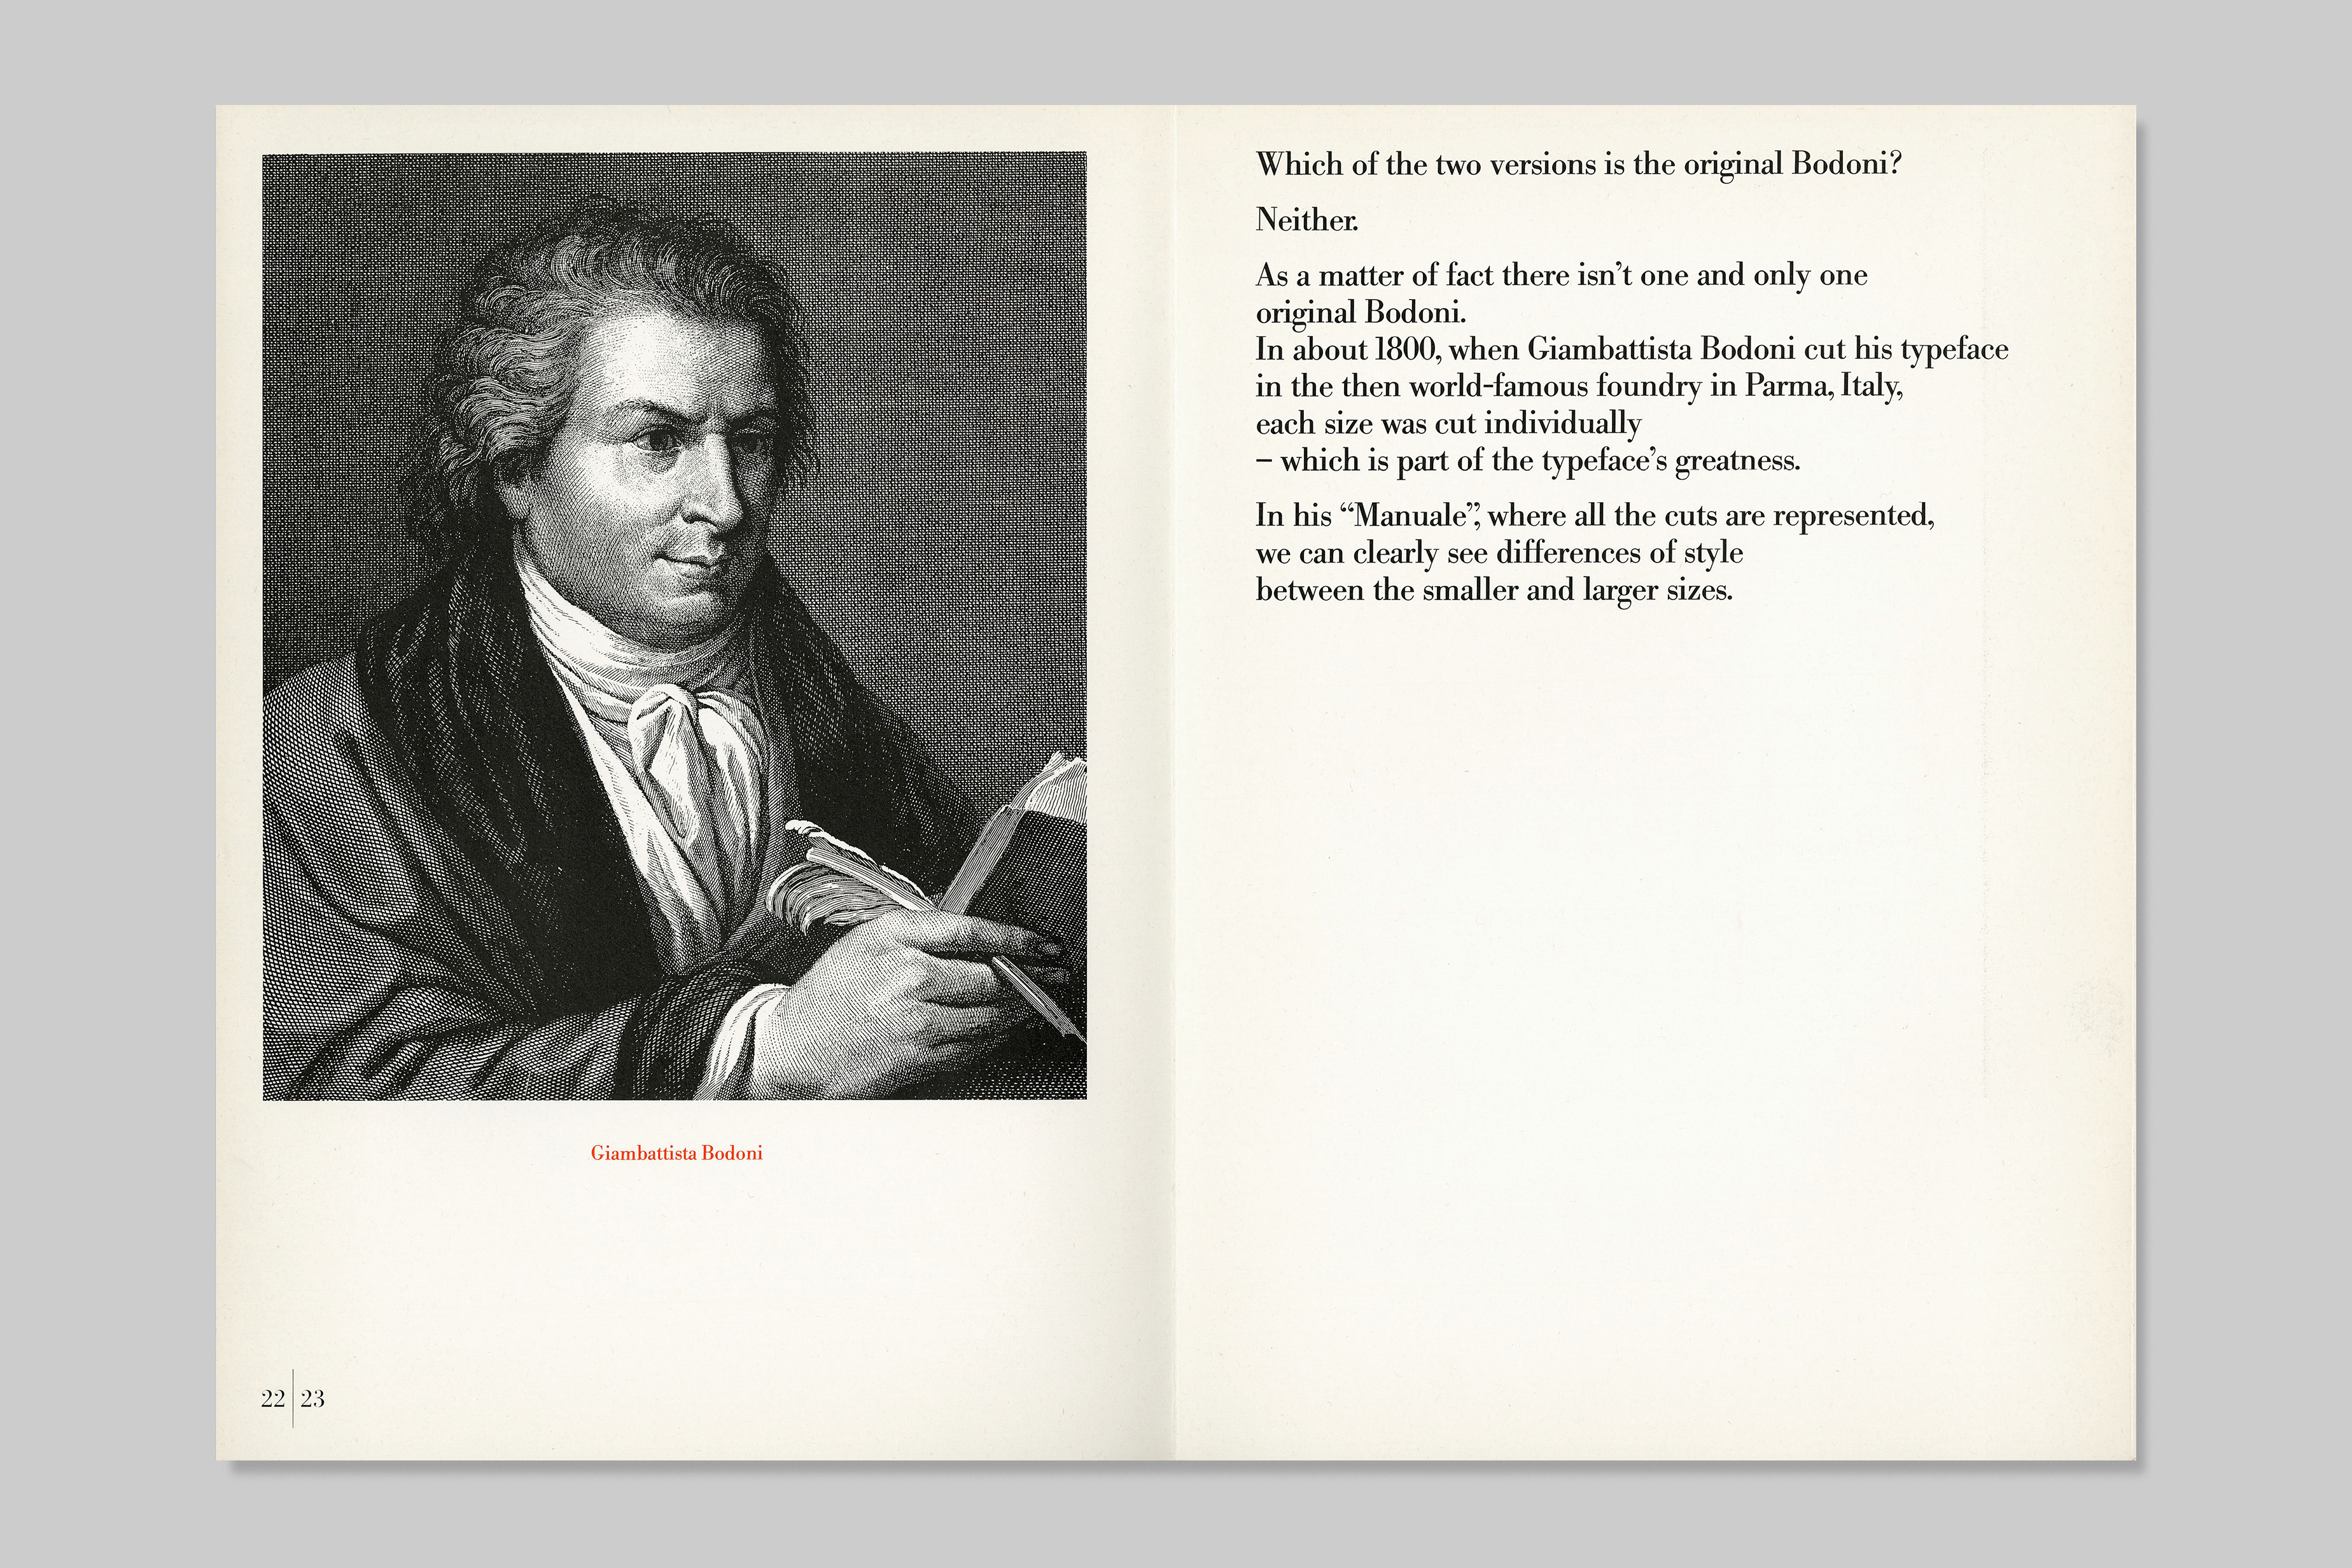 Giambattista Bodoni
22 | 23
Which of the two versions is the original Bodoni?
Neither.
As a matter of fact there isn’t one and only one
original Bodoni.
In about 1800, when Giambattista Bodoni cut his typeface
in the then world-famous foundry in Parma, Italy,
each size was cut individually
– which is part of the typeface’s greatness.
In his “Manuale”, where all the cuts are represented,
we can clearly see differences of style
between the smaller and larger sizes.